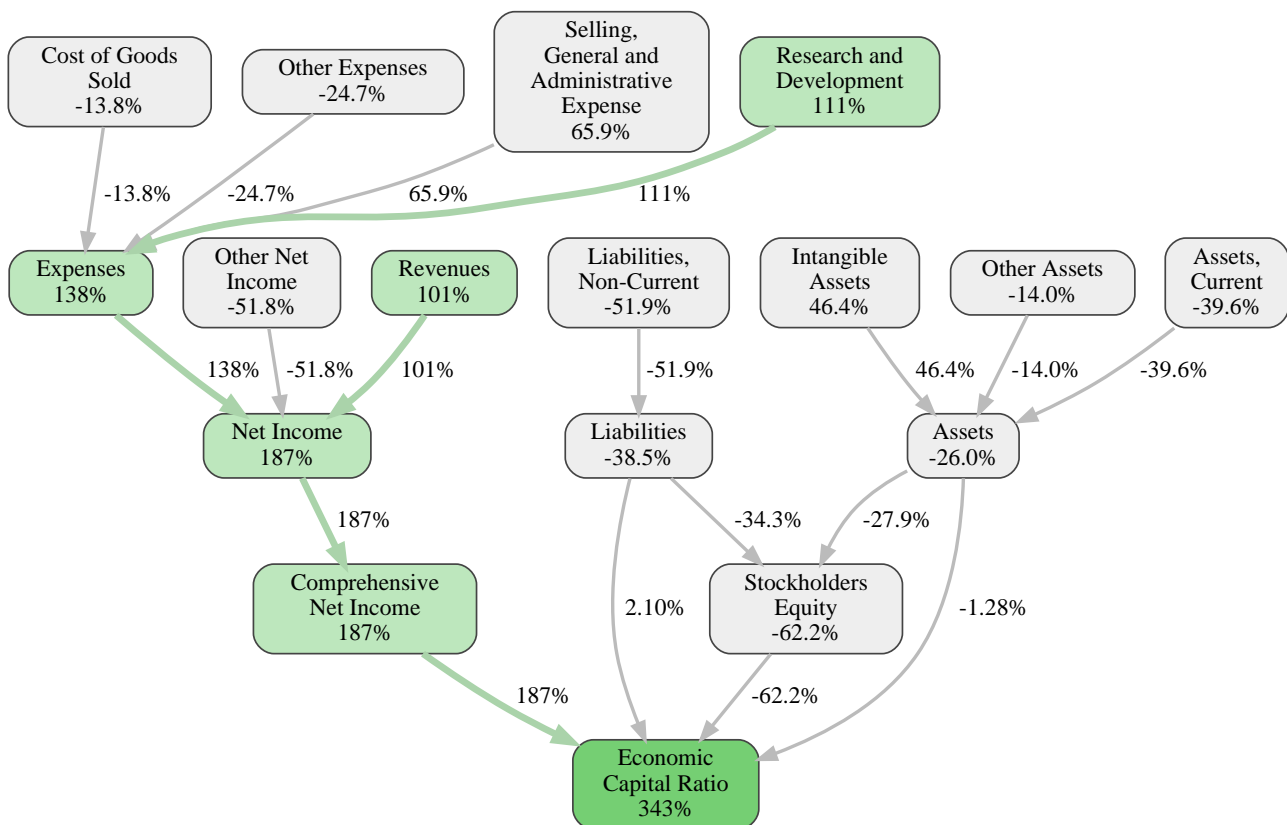 Cost of Goods
Sold
-13.8%
Other Expenses
-24.7%
Selling,
General and
Administrative
Expense
65.9%
Research and
Development
111%
-13.8%
-24.7%
65.9%
111%
Expenses
138%
Other Net
Income
-51.8%
Revenues
101%
Liabilities,
Non-Current
-51.9%
Intangible
Assets
46.4%
Other Assets
-14.0%
Assets,
Current
-39.6%
138%
-51.8%
101%
-51.9%
46.4%
-14.0%
-39.6%
Net Income
187%
Liabilities
-38.5%
Assets
-26.0%
187%
-34.3%
-27.9%
Comprehensive
Net Income
187%
2.10%
Stockholders
Equity
-62.2%
-1.28%
187%
-62.2%
Economic
Capital Ratio
343%